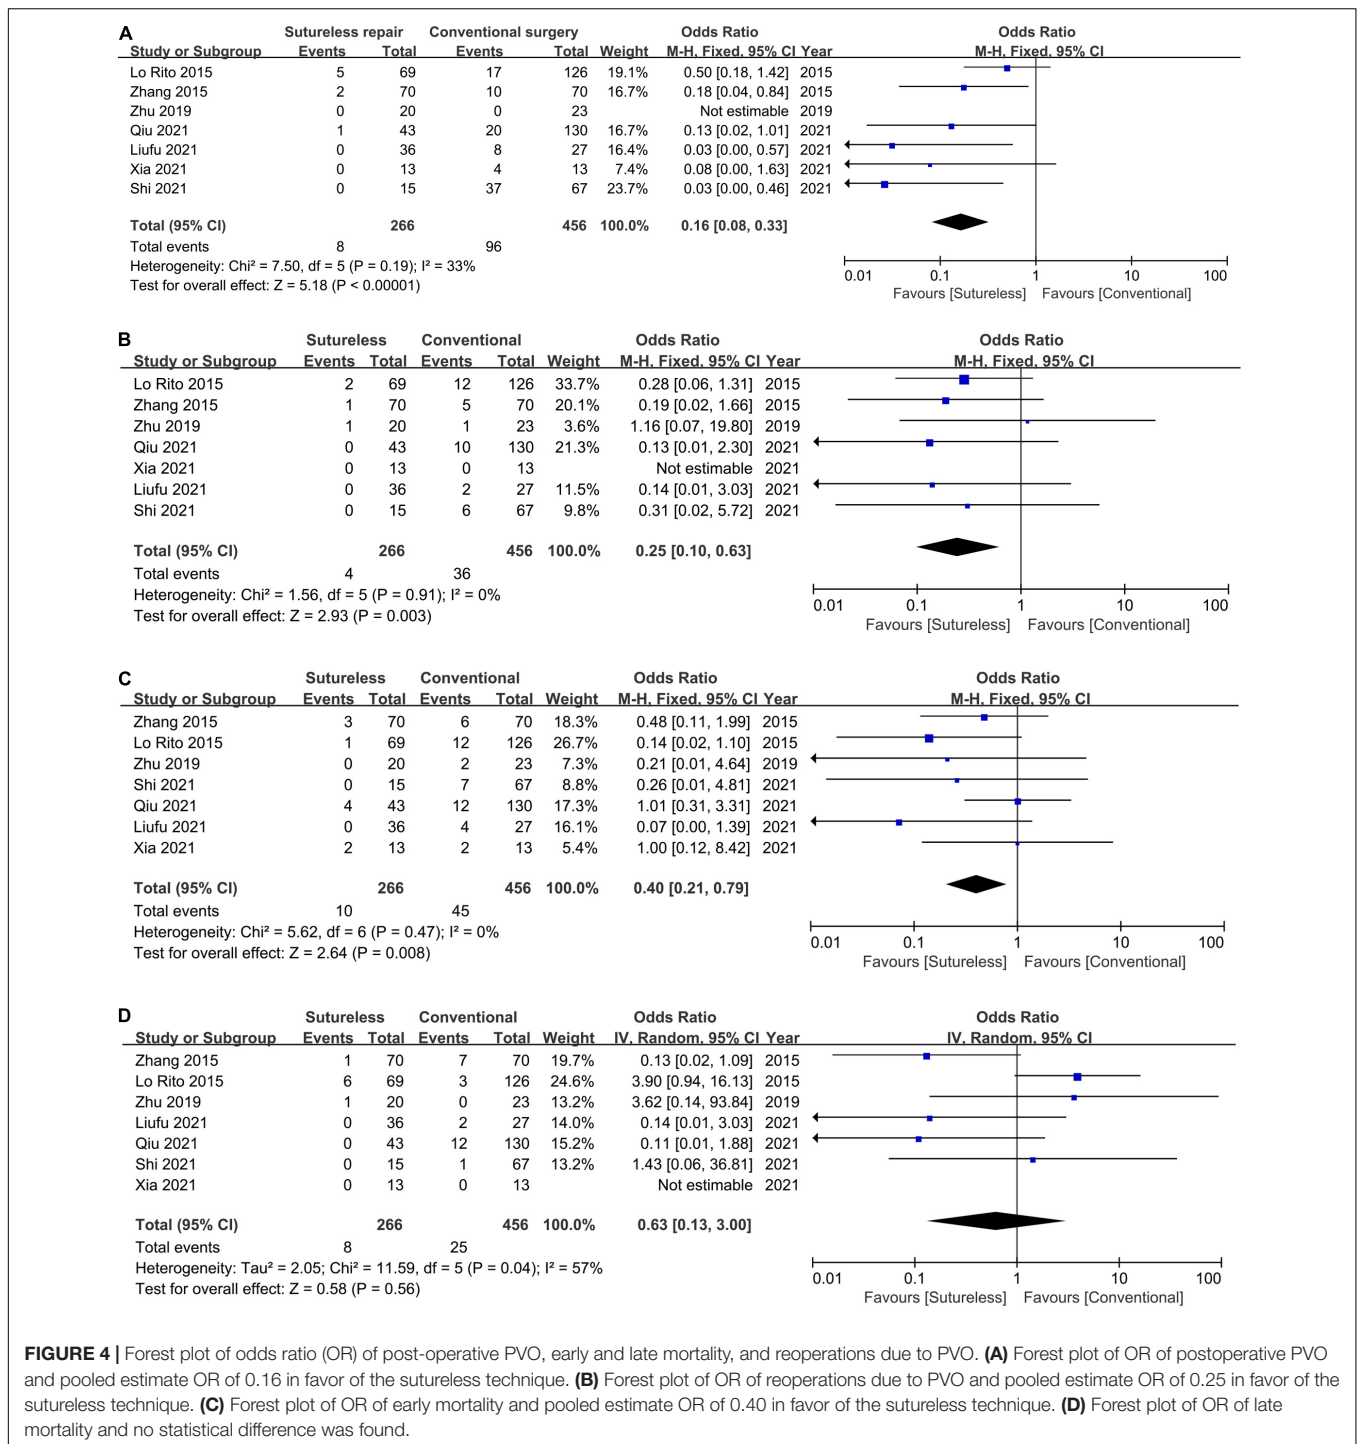 A
Sutureless repair Conventional surgery Odds Ratio Odds Ratio
Study or Subgroup Events Total Events Total Weight M-H, Fixed, 95% CI Year M-H, Fixed, 95% CI
Lo Rito 2015 5 69 17 126 19.1% 0.50 [0.18, 1.42] 2015
Zhang 2015 2 70 10 70 16.7% 0.18 [0.04, 0.84] 2015
Zhu 2019 0 20 0 23 Not estimable 2019
Qiu 2021 1 43 20 130 16.7% 0.13 [0.02, 1.01] 2021
Liufu 2021 0 36 8 27 16.4% 0.03 [0.00, 0.57] 2021
Xia 2021 0 13 4 13 7.4% 0.08 [0.00, 1.63] 2021
Shi 2021 0 15 37 67 23.7% 0.03 [0.00, 0.46] 2021
Total (95% CI) 266 456 100.0% 0.16 [0.08, 0.33]
Total events 8 96
Heterogeneity: Chi² = 7.50, df = 5 (P = 0.19); I² = 33%
Test for overall effect: Z = 5.18 (P < 0.00001)
0.01 0.1 1 10 100
Favours [Sutureless] Favours [Conventional]
B
Sutureless Conventional Odds Ratio Odds Ratio
Study or Subgroup Events Total Events Total Weight M-H, Fixed, 95% CI Year M-H, Fixed, 95% CI
Lo Rito 2015 2 69 12 126 33.7% 0.28 [0.06, 1.31] 2015
Zhang 2015 1 70 5 70 20.1% 0.19 [0.02, 1.66] 2015
Zhu 2019 1 20 1 23 3.6% 1.16 [0.07, 19.80] 2019
Qiu 2021 0 43 10 130 21.3% 0.13 [0.01, 2.30] 2021
Xia 2021 0 13 0 13 Not estimable 2021
Liufu 2021 0 36 2 27 11.5% 0.14 [0.01, 3.03] 2021
Shi 2021 0 15 6 67 9.8% 0.31 [0.02, 5.72] 2021
Total (95% CI) 266 456 100.0% 0.25 [0.10, 0.63]
Total events 4 36
Heterogeneity: Chi² = 1.56, df = 5 (P = 0.91); I² = 0%
Test for overall effect: Z = 2.93 (P = 0.003)
0.01 0.1 1 10 100
Favours [Sutureless] Favours [Conventional]
C
Sutureless Conventional Odds Ratio Odds Ratio
Study or Subgroup Events Total Events Total Weight M-H, Fixed, 95% CI Year M-H, Fixed, 95% CI
Zhang 2015 3 70 6 70 18.3% 0.48 [0.11, 1.99] 2015
Lo Rito 2015 1 69 12 126 26.7% 0.14 [0.02, 1.10] 2015
Zhu 2019 0 20 2 23 7.3% 0.21 [0.01, 4.64] 2019
Shi 2021 0 15 7 67 8.8% 0.26 [0.01, 4.81] 2021
Qiu 2021 4 43 12 130 17.3% 1.01 [0.31, 3.31] 2021
Liufu 2021 0 36 4 27 16.1% 0.07 [0.00, 1.39] 2021
Xia 2021 2 13 2 13 5.4% 1.00 [0.12, 8.42] 2021
Total (95% CI) 266 456 100.0% 0.40 [0.21, 0.79]
Total events 10 45
Heterogeneity: Chi² = 5.62, df = 6 (P = 0.47); I² = 0%
Test for overall effect: Z = 2.64 (P = 0.008)
0.01 0.1 1 10 100
Favours [Sutureless] Favours [Conventional]
D
Sutureless Conventional Odds Ratio Odds Ratio
Study or Subgroup Events Total Events Total Weight IV, Random, 95% CI Year IV, Random, 95% CI
Zhang 2015 1 70 7 70 19.7% 0.13 [0.02, 1.09] 2015
Lo Rito 2015 6 69 3 126 24.6% 3.90 [0.94, 16.13] 2015
Zhu 2019 1 20 0 23 13.2% 3.62 [0.14, 93.84] 2019
Liufu 2021 0 36 2 27 14.0% 0.14 [0.01, 3.03] 2021
Qiu 2021 0 43 12 130 15.2% 0.11 [0.01, 1.88] 2021
Shi 2021 0 15 1 67 13.2% 1.43 [0.06, 36.81] 2021
Xia 2021 0 13 0 13 Not estimable 2021
Total (95% CI) 266 456 100.0% 0.63 [0.13, 3.00]
Total events 8 25
Heterogeneity: Tau² = 2.05; Chi² = 11.59, df = 5 (P = 0.04); I² = 57%
Test for overall effect: Z = 0.58 (P = 0.56)
0.01 0.1 1 10 100
Favours [Sutureless] Favours [Conventional]
FIGURE 4 | Forest plot of odds ratio (OR) of post-operative PVO, early and late mortality, and reoperations due to PVO. (A) Forest plot of OR of postoperative PVO
and pooled estimate OR of 0.16 in favor of the sutureless technique. (B) Forest plot of OR of reoperations due to PVO and pooled estimate OR of 0.25 in favor of the
sutureless technique. (C) Forest plot of OR of early mortality and pooled estimate OR of 0.40 in favor of the sutureless technique. (D) Forest plot of OR of late
mortality and no statistical difference was found.